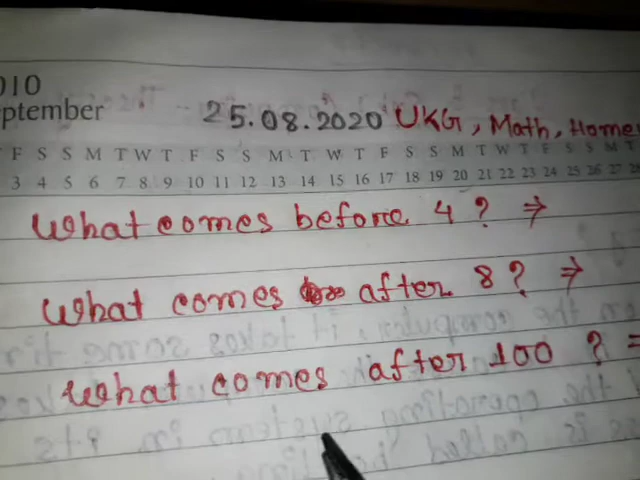 010
ptember
25.08.2020 UKG, Math, Home
F S S M T W T F S S M T W T F S S M T W T F S S M T
3 4 5 6 7 8 9 10 11 12 13 14 15 16 17 18 19 20 21 22 23 24 25 26 27 28
What comes before 4? ⇒
What comes after 8? ⇒
What comes after 100? =